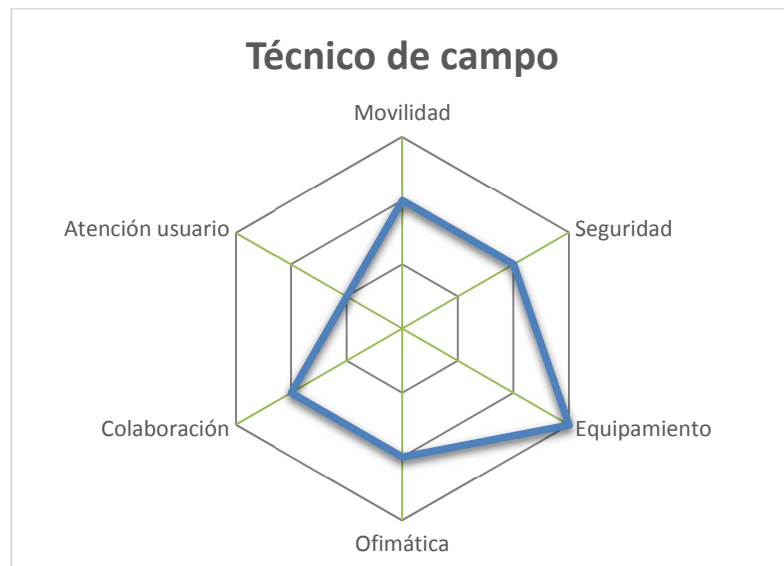 Técnico de campo
Movilidad
Atención usuario
Seguridad
Colaboración
Equipamiento
Ofimática